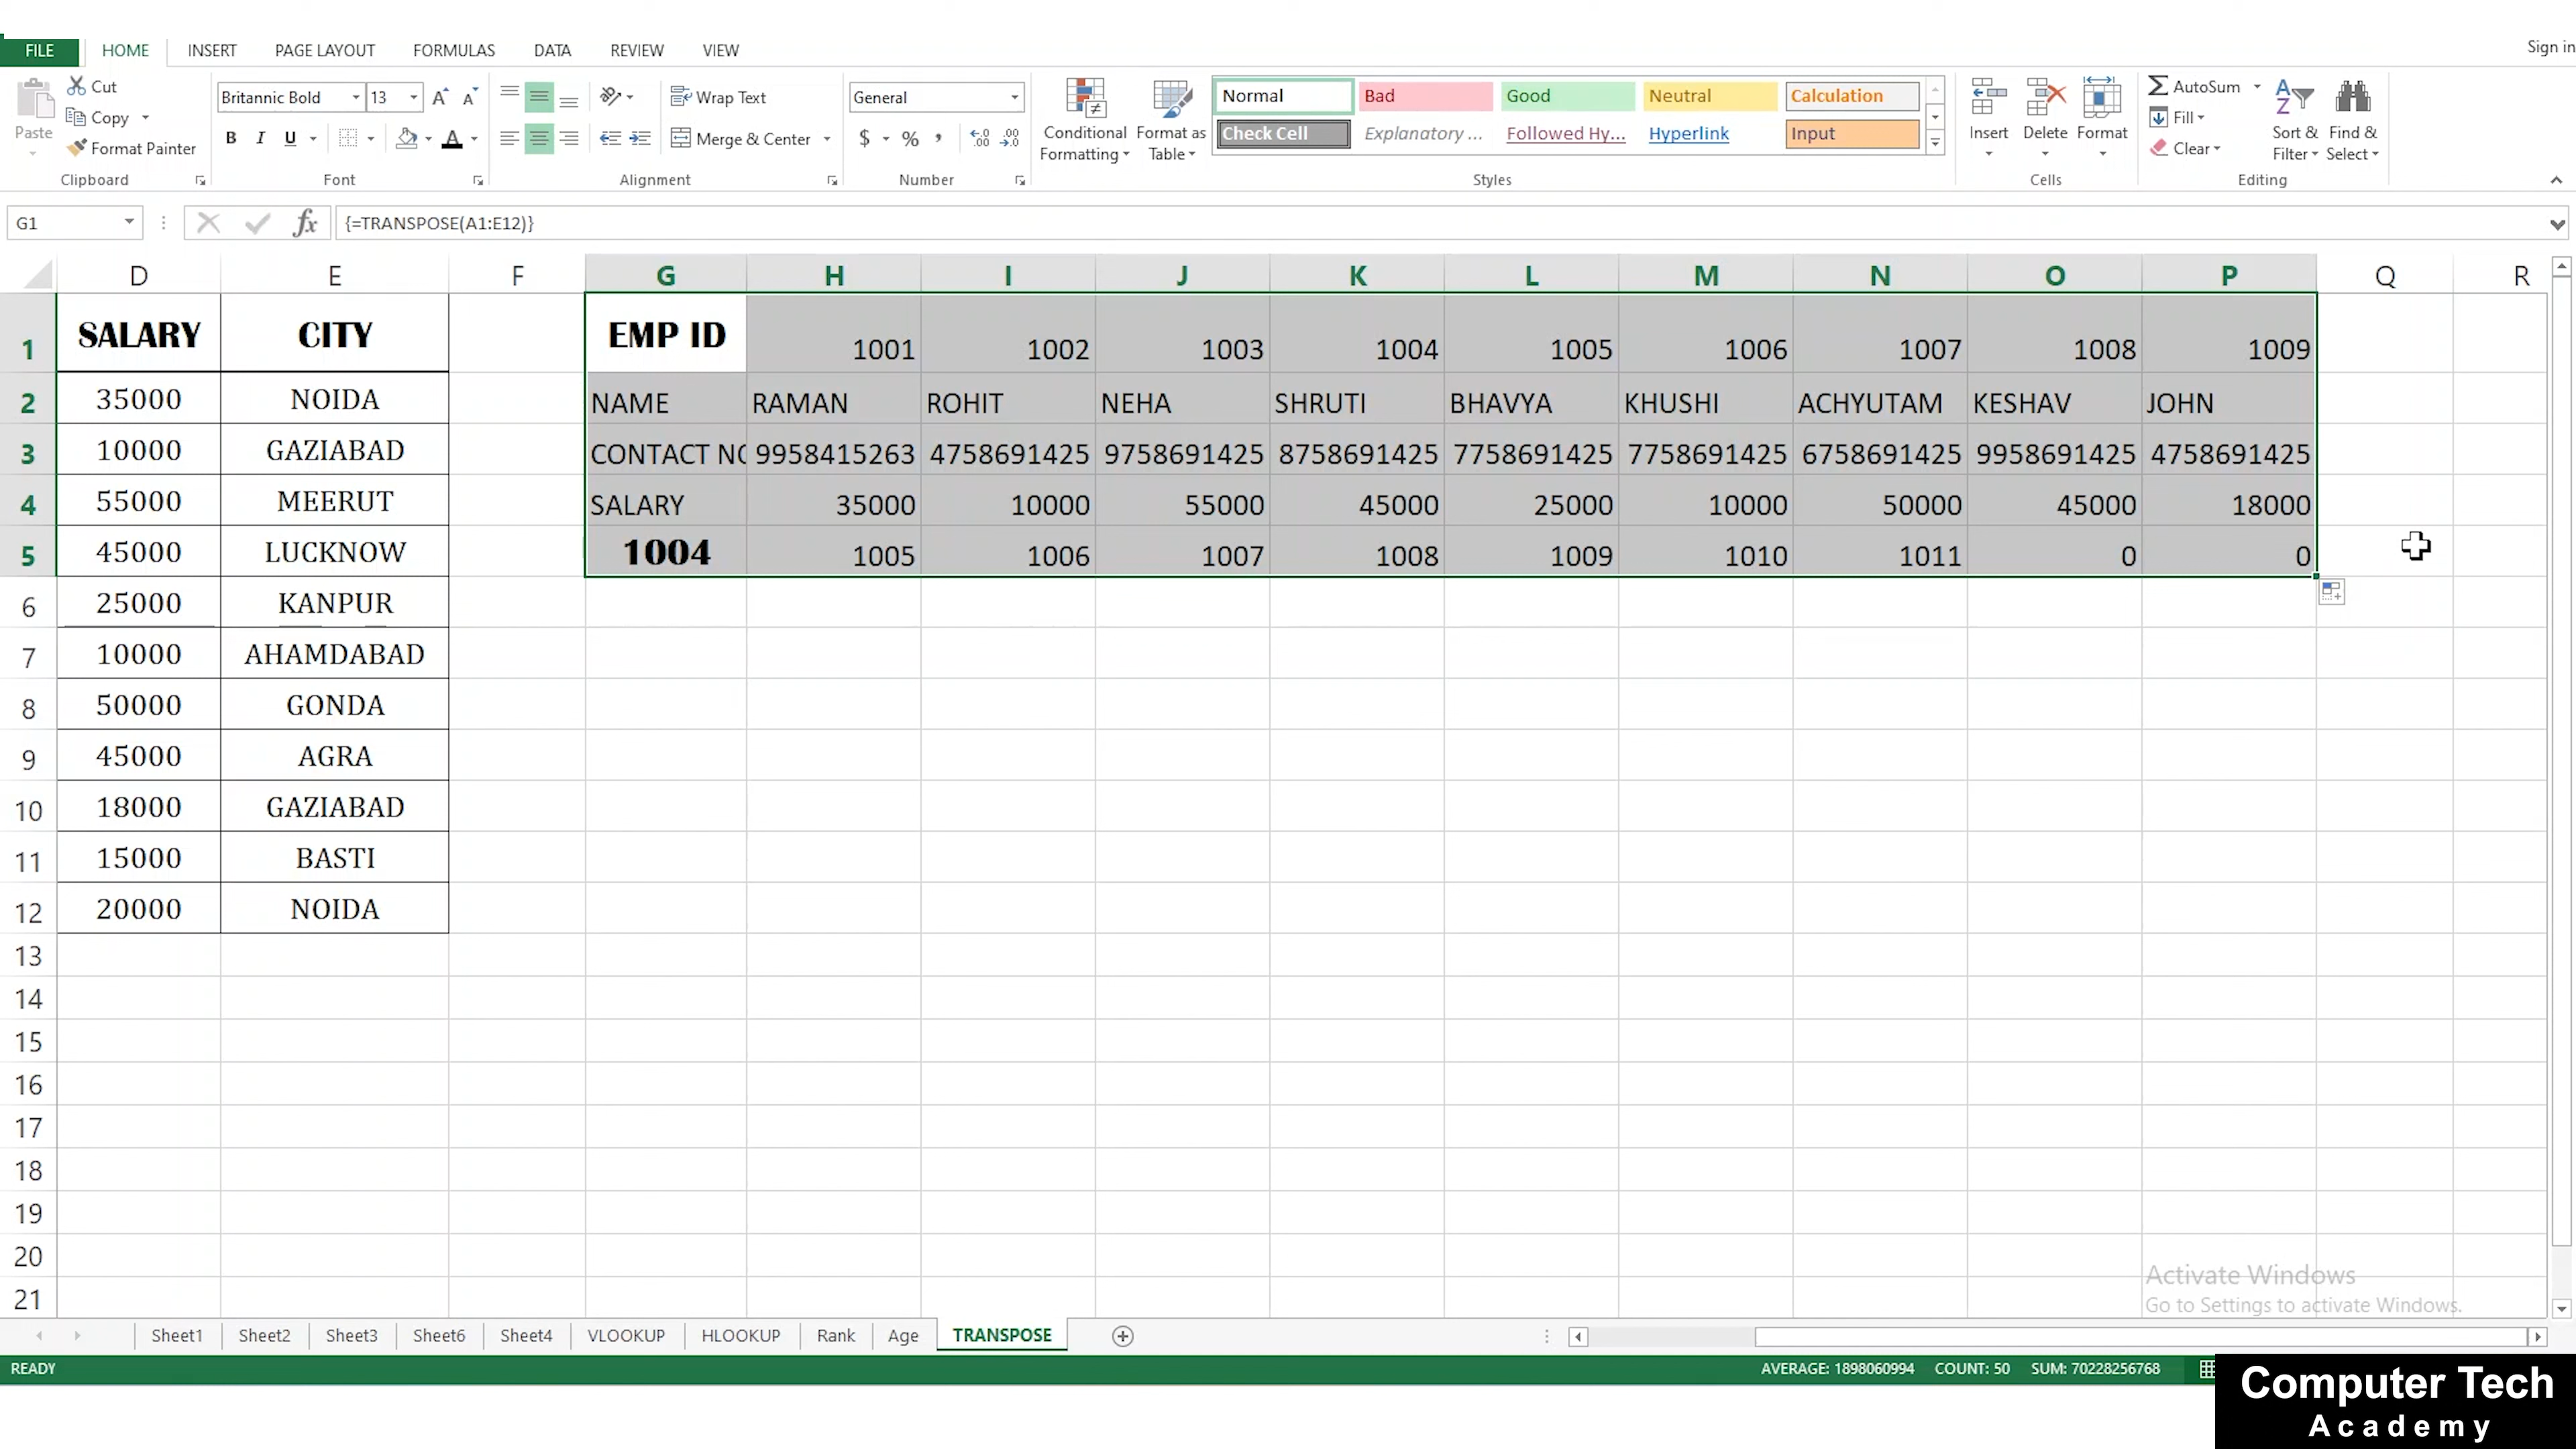 FILE HOME INSERT PAGE LAYOUT FORMULAS DATA REVIEW VIEW Sign in
Paste Cut Copy Format Painter Clipboard
Britannic Bold 13 A A B I U A Font
Wrap Text Merge & Center Alignment
General $ % , Number
Conditional Formatting Format as Table
Normal Bad Good Neutral Calculation
Check Cell Explanatory ... Followed Hy... Hyperlink Input
Styles
Insert Delete Format Cells
AutoSum Fill Clear Sort & Filter Find & Select Editing
G1 fx {=TRANSPOSE(A1:E12)}
D E F G H I J K L M N O P Q R
1 SALARY CITY EMP ID 1001 1002 1003 1004 1005 1006 1007 1008 1009
2 35000 NOIDA NAME RAMAN ROHIT NEHA SHRUTI BHAVYA KHUSHI ACHYUTAM KESHAV JOHN
3 10000 GAZIABAD CONTACT NO 9958415263 4758691425 9758691425 8758691425 7758691425 7758691425 6758691425 9958691425 4758691425
4 55000 MEERUT SALARY 35000 10000 55000 45000 25000 10000 50000 45000 18000
5 45000 LUCKNOW 1004 1005 1006 1007 1008 1009 1010 1011 0 0
6 25000 KANPUR
7 10000 AHAMDABAD
8 50000 GONDA
9 45000 AGRA
10 18000 GAZIABAD
11 15000 BASTI
12 20000 NOIDA
13
14
15
16
17
18
19
20
21
Activate Windows
Go to Settings to activate Windows.
Sheet1 Sheet2 Sheet3 Sheet6 Sheet4 VLOOKUP HLOOKUP Rank Age TRANSPOSE
READY AVERAGE: 1898060994 COUNT: 50 SUM: 70228256768
Computer Tech
Academy